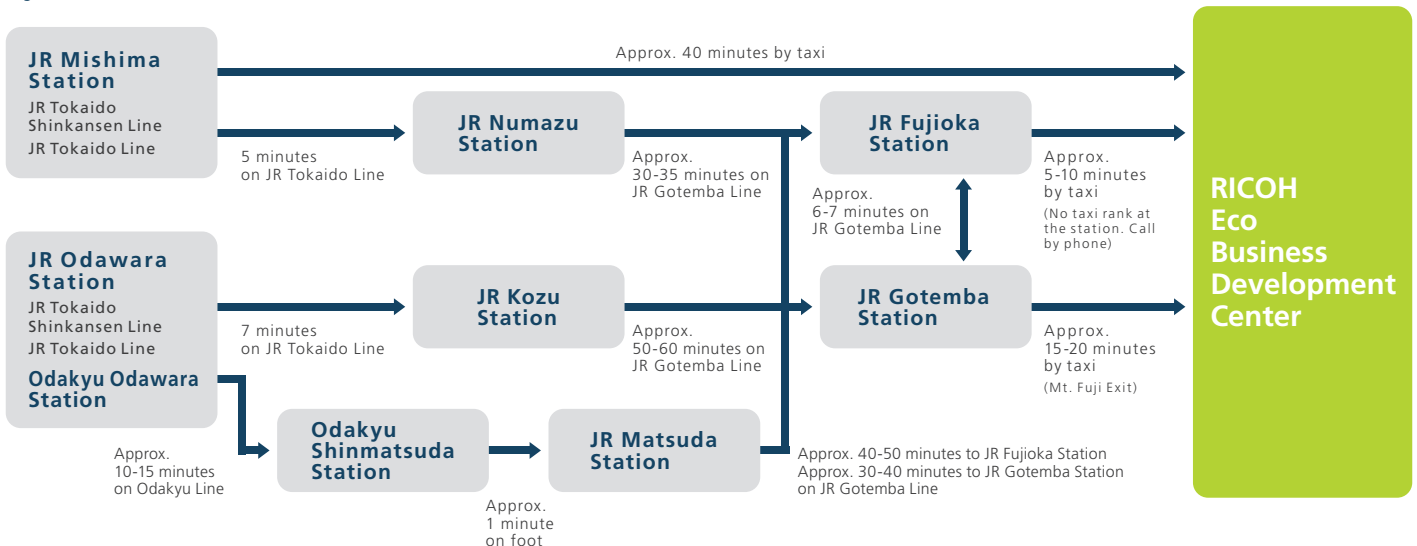 JR Mishima
Station
JR Tokaido
Shinkansen Line
JR Tokaido Line
Approx. 40 minutes by taxi
5 minutes
on JR Tokaido Line
JR Numazu
Station
Approx.
30-35 minutes on
JR Gotemba Line
JR Fujioka
Station
Approx.
5-10 minutes
by taxi
(No taxi rank at
the station. Call
by phone)
Approx.
6-7 minutes on
JR Gotemba Line
JR Odawara
Station
JR Tokaido
Shinkansen Line
JR Tokaido Line
Odakyu Odawara
Station
7 minutes
on JR Tokaido Line
JR Kozu
Station
Approx.
50-60 minutes on
JR Gotemba Line
JR Gotemba
Station
Approx.
15-20 minutes
by taxi
(Mt. Fuji Exit)
Approx.
10-15 minutes
on Odakyu Line
Odakyu
Shinmatsuda
Station
Approx.
1 minute
on foot
JR Matsuda
Station
Approx. 40-50 minutes to JR Fujioka Station
Approx. 30-40 minutes to JR Gotemba Station
on JR Gotemba Line
RICOH
Eco
Business
Development
Center